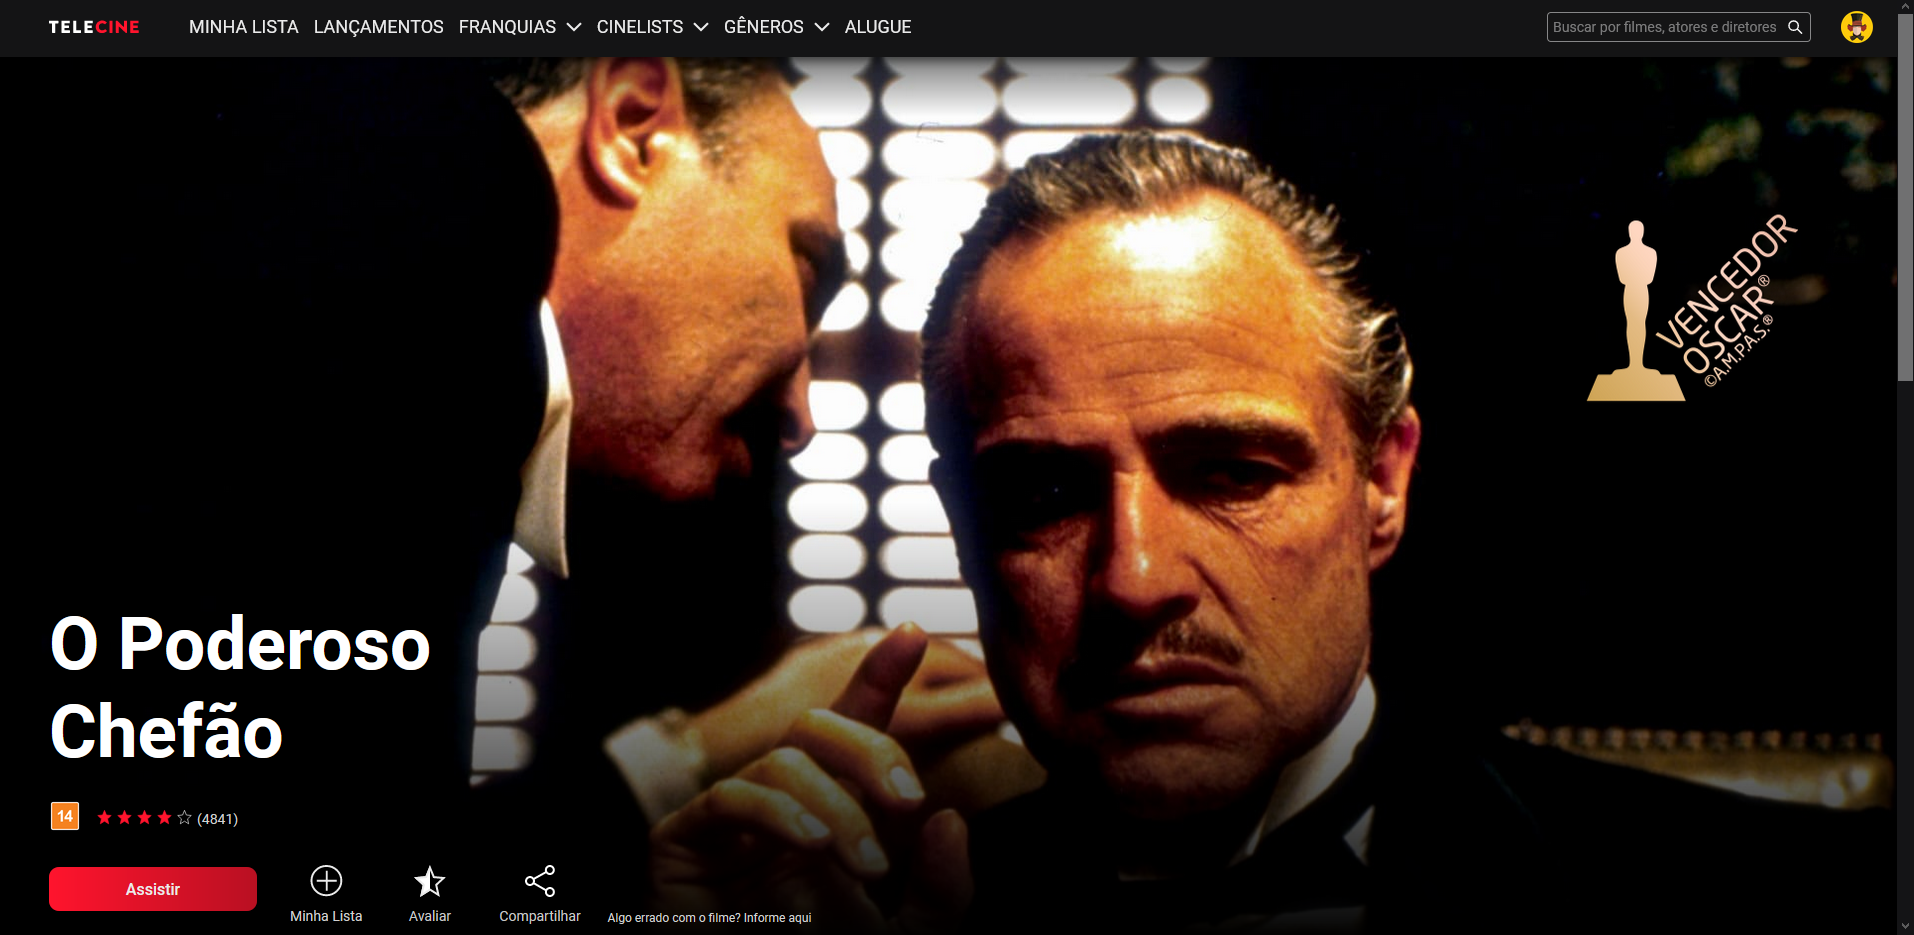 TELECINE
MINHA LISTA LANÇAMENTOS FRANQUIAS CINELISTS GÊNEROS ALUGUE
Buscar por filmes, atores e diretores
VENCEDOR
OSCAR®
©A.M.P.A.S.®
O Poderoso
Chefão
14 (4841)
Assistir
Minha Lista
Avaliar
Compartilhar
Algo errado com o filme? Informe aqui